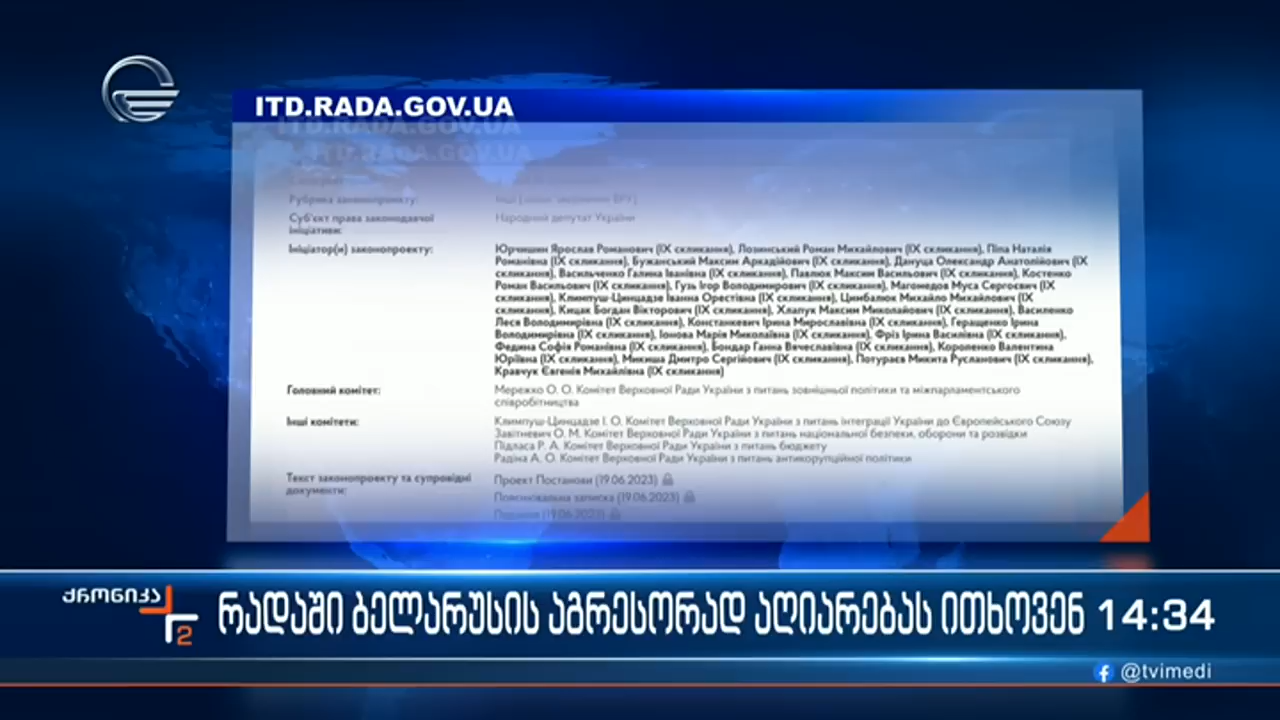 ITD.RADA.GOV.UA
Рубрика законопроекту:
Суб'єкт права законодавчої
ініціативи:
Народний депутат України
Ініціатор(и) законопроекту:
Юрчишин Ярослав Романович (IX скликання), Лозинський Роман Михайлович (IX скликання), Піпа Наталія
Романівна (IX скликання), Бужанський Максим Аркадійович (IX скликання), Дануца Олександр Анатолійович (IX
скликання), Васильченко Галина Іванівна (IX скликання), Павлюк Максим Васильович (IX скликання), Костенко
Роман Васильович (IX скликання), Гузь Ігор Володимирович (IX скликання), Магомедов Муса Сергоєвич (IX
скликання), Климпуш-Цинцадзе Іванна Орестівна (IX скликання), Цимбалюк Михайло Михайлович (IX
скликання), Кицак Богдан Вікторович (IX скликання), Хлапук Максим Миколайович (IX скликання), Василенко
Леся Володимирівна (IX скликання), Констанкевич Ірина Мирославівна (IX скликання), Геращенко Ірина
Володимирівна (IX скликання), Іонова Марія Миколаївна (IX скликання), Фріз Ірина Василівна (IX скликання),
Федина Софія Романівна (IX скликання), Бондар Ганна Вячеславівна (IX скликання), Короленко Валентина
Юріївна (IX скликання), Микиша Дмитро Сергійович (IX скликання), Потураєв Микита Русланович (IX скликання),
Кравчук Євгенія Михайлівна (IX скликання)
Головний комітет:
Мережко О. О. Комітет Верховної Ради України з питань зовнішньої політики та міжпарламентського
співробітництва
Інші комітети:
Климпуш-Цинцадзе І. О. Комітет Верховної Ради України з питань інтеграції України до Європейського Союзу
Завітневич О. М. Комітет Верховної Ради України з питань національної безпеки, оборони та розвідки
Підласа Р. А. Комітет Верховної Ради України з питань бюджету
Радіна А. О. Комітет Верховної Ради України з питань антикорупційної політики
Текст законопроекту та супровідні
документи:
Проект Постанови (19.06.2023)
Пояснювальна записка (19.06.2023)
Подання (19.06.2023)
ქრონიკა
2
რადაში ბელარუსის აგრესორად აღიარებას ითხოვენ 14:34
@tvimedi